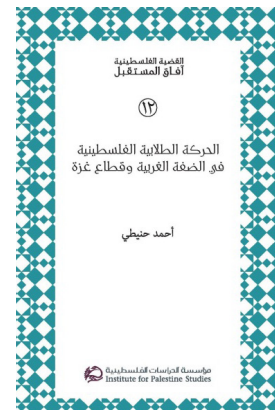 القضية الفلسطينية
آفاق المستقبل
١٢
الحركة الطلابية الفلسطينية
في الضفة الغربية وقطاع غزة
أحمد حنيطي
مؤسسة الدراسات الفلسطينية
Institute for Palestine Studies